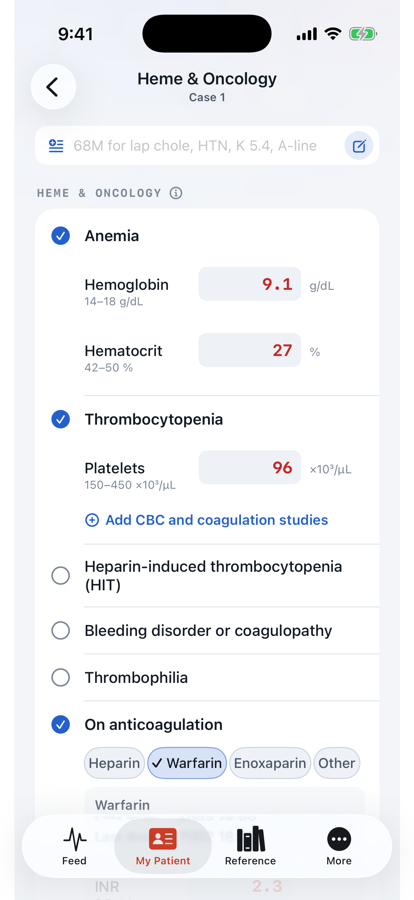 9:41
Heme & Oncology
Case 1
68M for lap chole, HTN, K 5.4, A-line
HEME & ONCOLOGY
Anemia
Hemoglobin 9.1 g/dL
14–18 g/dL
Hematocrit 27 %
42–50 %
Thrombocytopenia
Platelets 96 ×10³/µL
150–450 ×10³/µL
Add CBC and coagulation studies
Heparin-induced thrombocytopenia
(HIT)
Bleeding disorder or coagulopathy
Thrombophilia
On anticoagulation
Heparin Warfarin Enoxaparin Other
Warfarin
Feed My Patient Reference More
INR 2.3